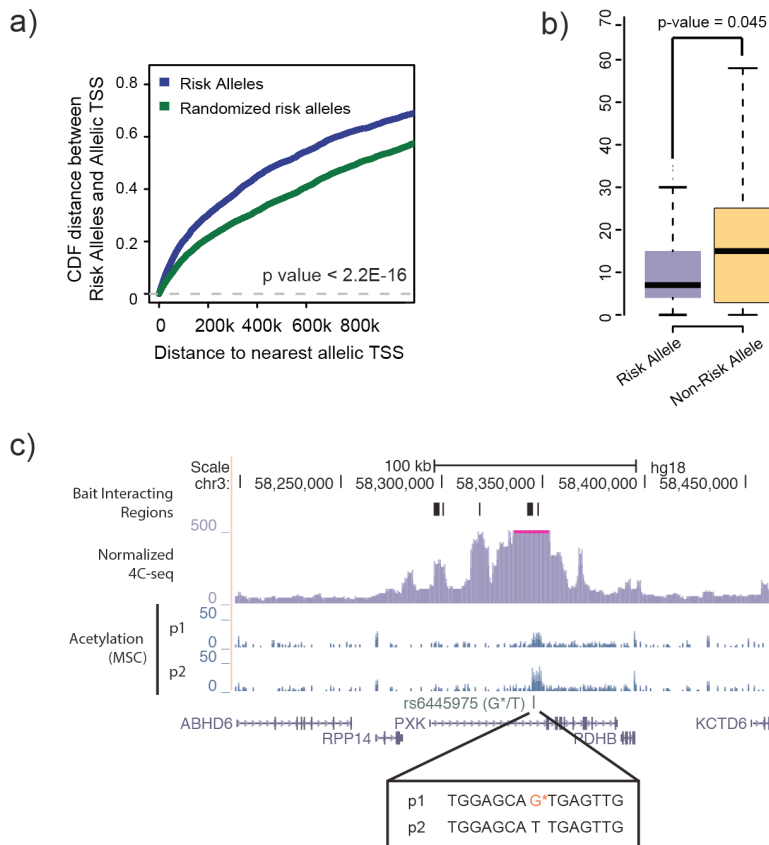 a)
CDF distance between
Risk Alleles and Allelic TSS
0.8
0.6
0.4
0.2
0
Risk Alleles
Randomized risk alleles
p value < 2.2E-16
0 200k 400k 600k 800k
Distance to nearest allelic TSS
b)
p-value = 0.045
70
60
50
40
30
20
10
0
Risk Allele
Non-Risk Allele
c)
Scale 100 kb hg18
chr3: 58,250,000 58,300,000 58,350,000 58,400,000 58,450,000
Bait Interacting
Regions
Normalized
4C-seq
500
0
Acetylation
(MSC)
p1
50
0
p2
50
0
rs6445975 (G*/T)
ABHD6 PXK KCTD6
RPP14 PDHB
p1 TGGAGCA G* TGAGTTG
p2 TGGAGCA T TGAGTTG